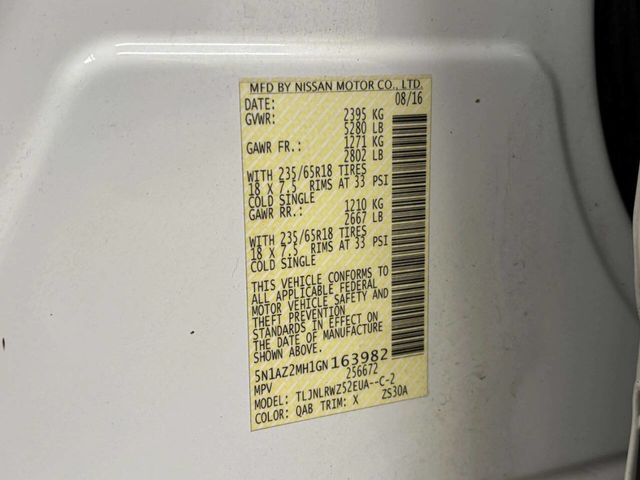 MFD BY NISSAN MOTOR CO., LTD.
DATE: 08/16
GVWR: 2395 KG
5280 LB
GAWR FR.: 1271 KG
2802 LB
WITH 235/65R18 TIRES
18 X 7.5 RIMS AT 33 PSI
COLD SINGLE
GAWR RR.: 1210 KG
2667 LB
WITH 235/65R18 TIRES
18 X 7.5 RIMS AT 33 PSI
COLD SINGLE
THIS VEHICLE CONFORMS TO
ALL APPLICABLE FEDERAL
MOTOR VEHICLE SAFETY AND
THEFT PREVENTION
STANDARDS IN EFFECT ON
THE DATE OF MANUFACTURE
SHOWN ABOVE.
5N1AZ2MH1GN163982
MPV 256672
MODEL: TLJNLRWZ52EUA--C-2
COLOR: QAB TRIM: X ZS30A